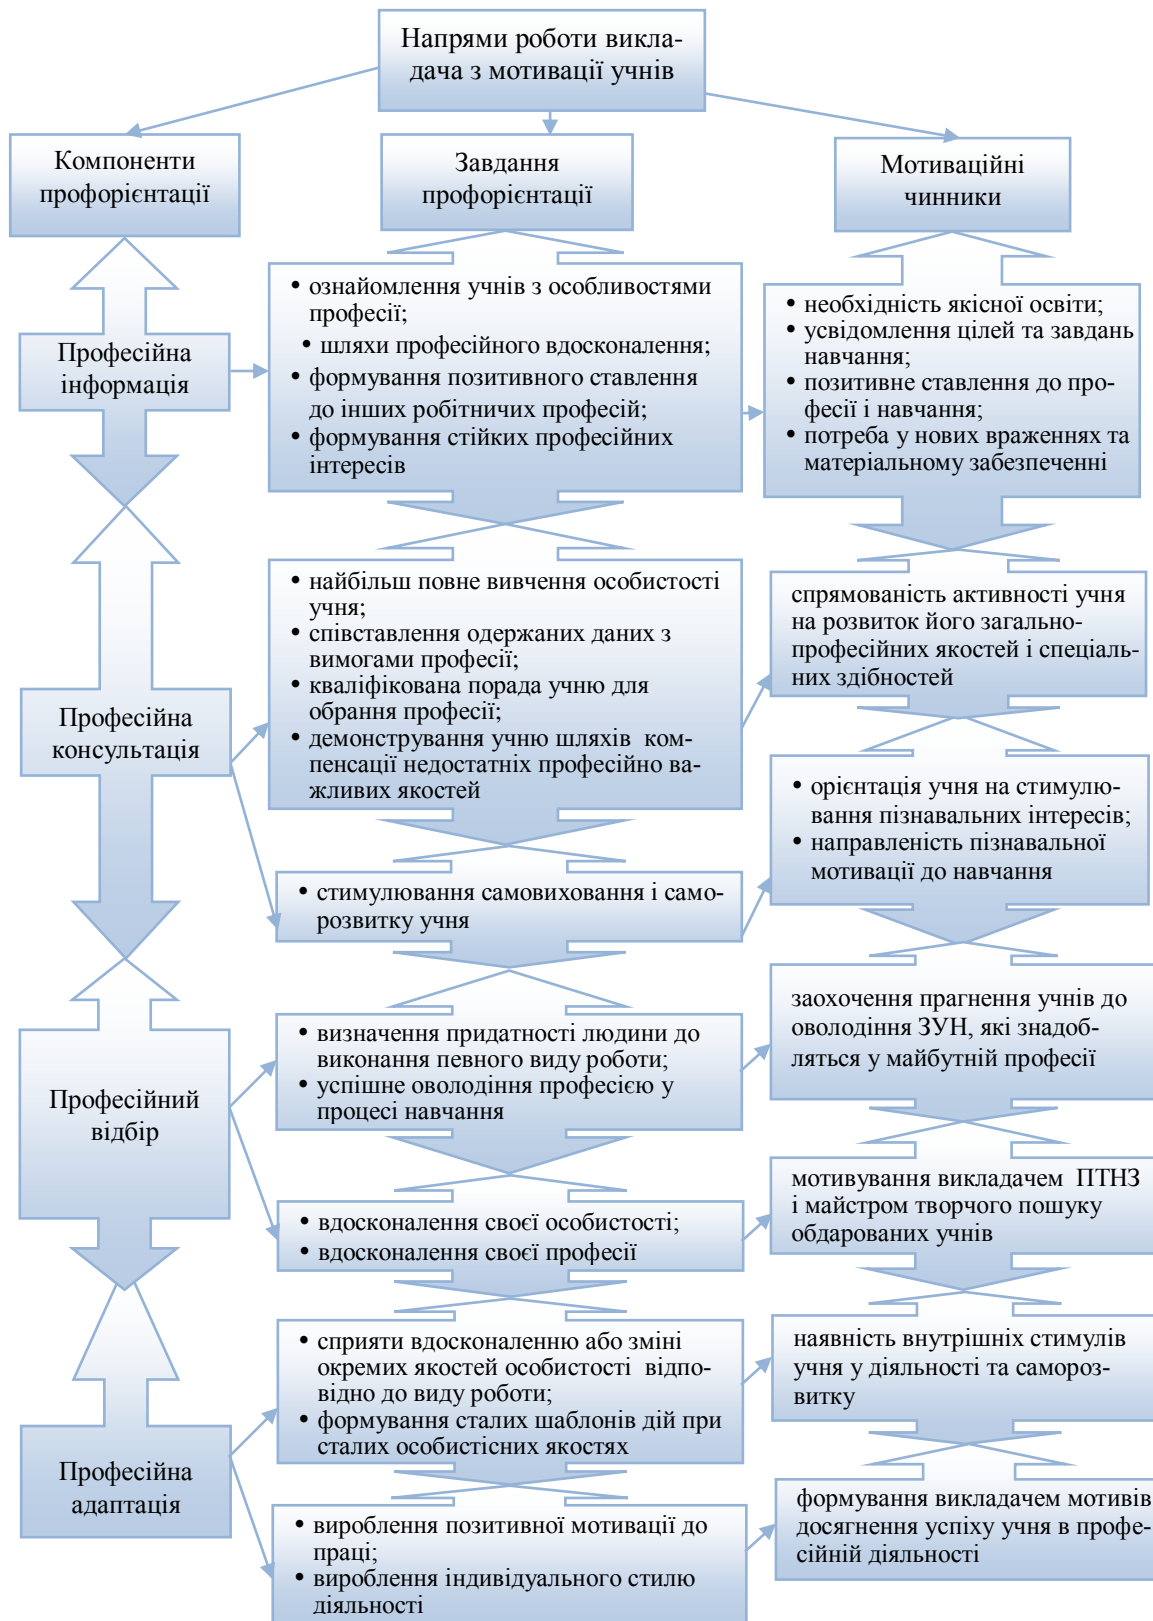 Напрями роботи викла-
дача з мотивації учнів
Компоненти
профорієнтації
Завдання
профорієнтації
Мотиваційні
чинники
Професійна
інформація
• ознайомлення учнів з особливостями
професії;
• шляхи професійного вдосконалення;
• формування позитивного ставлення
до інших робітничих професій;
• формування стійких професійних
інтересів
• необхідність якісної освіти;
• усвідомлення цілей та завдань
навчання;
• позитивне ставлення до про-
фесії і навчання;
• потреба у нових враженнях та
матеріальному забезпеченні
Професійна
консультація
• найбільш повне вивчення особистості
учня;
• співставлення одержаних даних з
вимогами професії;
• кваліфікована порада учню для
обрання професії;
• демонстрування учню шляхів ком-
пенсації недостатніх професійно ва-
жливих якостей
спрямованість активності учня
на розвиток його загально-
професійних якостей і спеціаль-
них здібностей
• стимулювання самовиховання і само-
розвитку учня
• орієнтація учня на стимулю-
вання пізнавальних інтересів;
• направленість пізнавальної
мотивації до навчання
Професійний
відбір
• визначення придатності людини до
виконання певного виду роботи;
• успішне оволодіння професією у
процесі навчання
заохочення прагнення учнів до
оволодіння ЗУН, які знадоб-
ляться у майбутній професії
• вдосконалення своєї особистості;
• вдосконалення своєї професії
мотивування викладачем ПТНЗ
і майстром творчого пошуку
обдарованих учнів
Професійна
адаптація
• сприяти вдосконаленню або зміні
окремих якостей особистості відпо-
відно до виду роботи;
• формування сталих шаблонів дій при
сталих особистісних якостях
наявність внутрішніх стимулів
учня у діяльності та самороз-
витку
• вироблення позитивної мотивації до
праці;
• вироблення індивідуального стилю
діяльності
формування викладачем мотивів
досягнення успіху учня в профе-
сійній діяльності